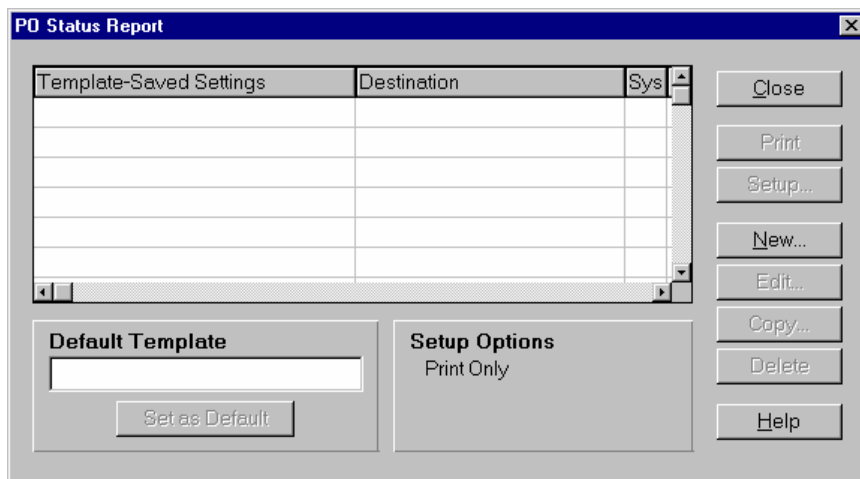 PO Status Report
Template-Saved Settings Destination Sys
Close
Print
Setup...
New...
Edit...
Copy...
Delete
Help
Default Template
Set as Default
Setup Options
Print Only